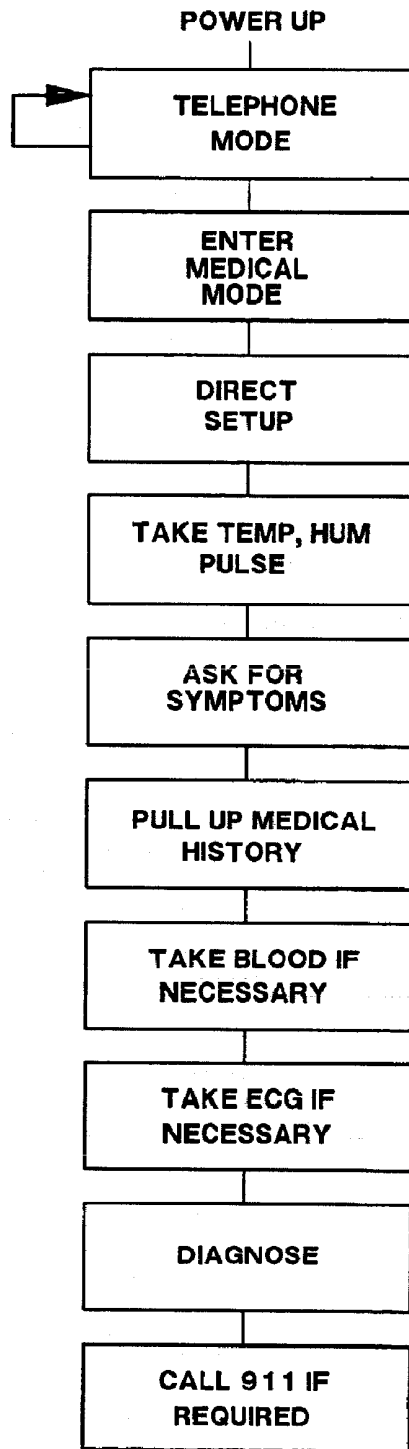 POWER UP
TELEPHONE
MODE
ENTER
MEDICAL
MODE
DIRECT
SETUP
TAKE TEMP, HUM
PULSE
ASK FOR
SYMPTOMS
PULL UP MEDICAL
HISTORY
TAKE BLOOD IF
NECESSARY
TAKE ECG IF
NECESSARY
DIAGNOSE
CALL 911 IF
REQUIRED